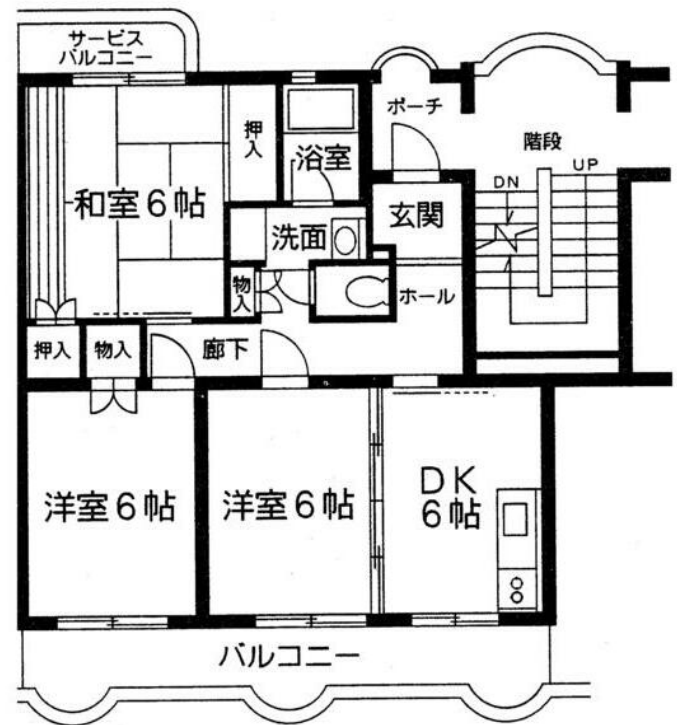 サービス
バルコニー
ポーチ
押入
浴室
階段
UP
DN
和室6帖
玄関
洗面
物入
ホール
押入
物入
廊下
洋室6帖
洋室6帖
DK
6帖
バルコニー